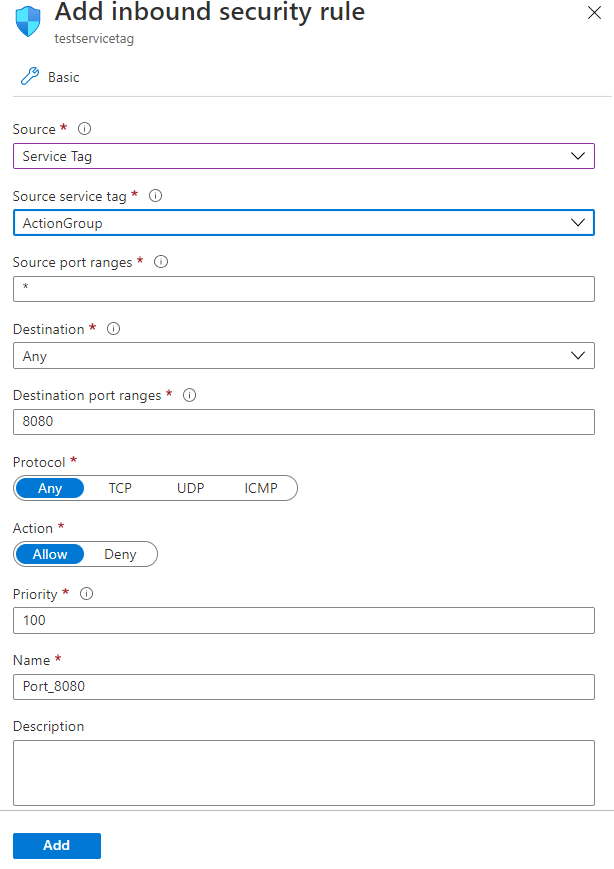 Add inbound security rule
testservicetag
Basic
Source *
Service Tag
Source service tag *
ActionGroup
Source port ranges *
*
Destination *
Any
Destination port ranges *
8080
Protocol *
Any TCP UDP ICMP
Action *
Allow Deny
Priority *
100
Name *
Port_8080
Description
Add